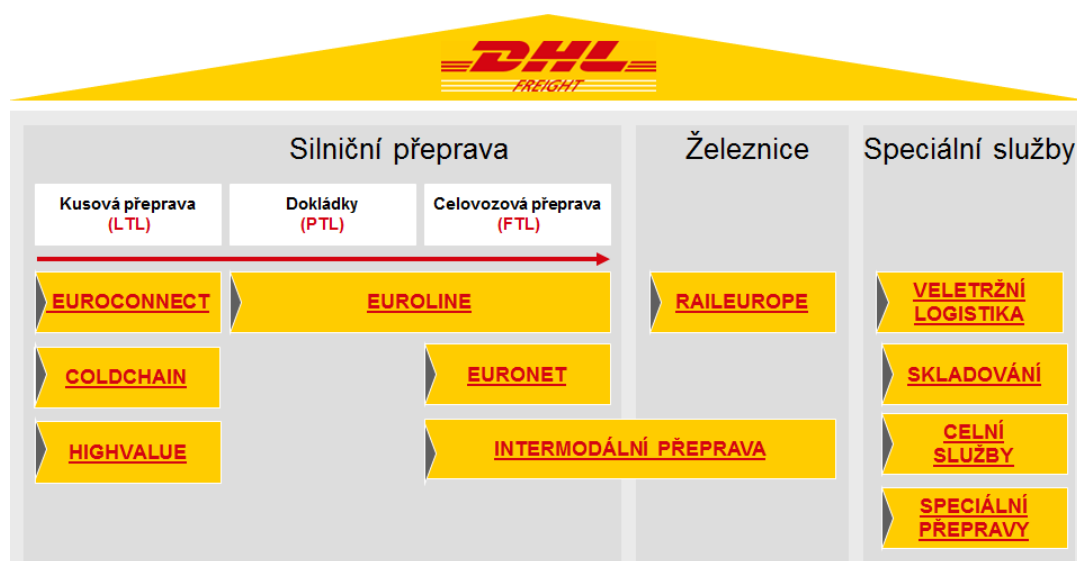 DHL
FREIGHT
Silniční přeprava
Železnice
Speciální služby
Kusová přeprava
(LTL)
Dokládky
(PTL)
Celovozová přeprava
(FTL)
EUROCONNECT
EUROLINE
RAILEUROPE
VELETRŽNÍ
LOGISTIKA
COLDCHAIN
EURONET
SKLADOVÁNÍ
HIGHVALUE
INTERMODÁLNÍ PŘEPRAVA
CELNÍ
SLUŽBY
SPECIÁLNÍ
PŘEPRAVY